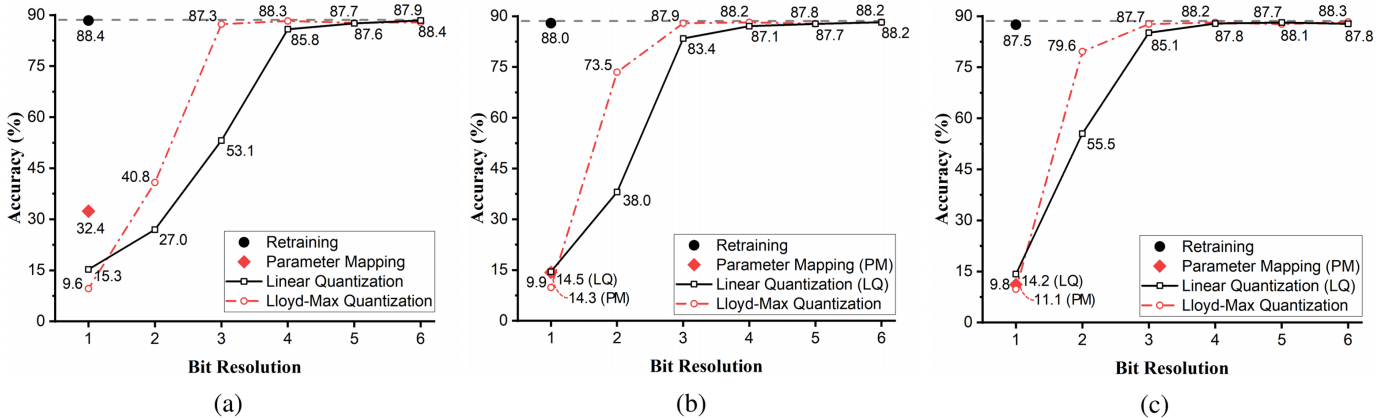 90
75
60
45
30
15
0
Accuracy (%)
88.4
87.3
88.3
87.7
87.9
85.8
87.6
88.4
53.1
40.8
27.0
32.4
9.6
15.3
Retraining
Parameter Mapping
Linear Quantization
Lloyd-Max Quantization
1 2 3 4 5 6
Bit Resolution
(a)
90
75
60
45
30
15
0
Accuracy (%)
88.0
87.9
88.2
87.8
88.2
83.4
87.1
87.7
88.2
73.5
38.0
9.9
14.5 (LQ)
14.3 (PM)
Retraining
Parameter Mapping (PM)
Linear Quantization (LQ)
Lloyd-Max Quantization
1 2 3 4 5 6
Bit Resolution
(b)
90
75
60
45
30
15
0
Accuracy (%)
87.5
87.7
88.2
87.7
88.3
85.1
87.8
88.1
87.8
79.6
55.5
9.8
14.2 (LQ)
11.1 (PM)
Retraining
Parameter Mapping (PM)
Linear Quantization (LQ)
Lloyd-Max Quantization
1 2 3 4 5 6
Bit Resolution
(c)